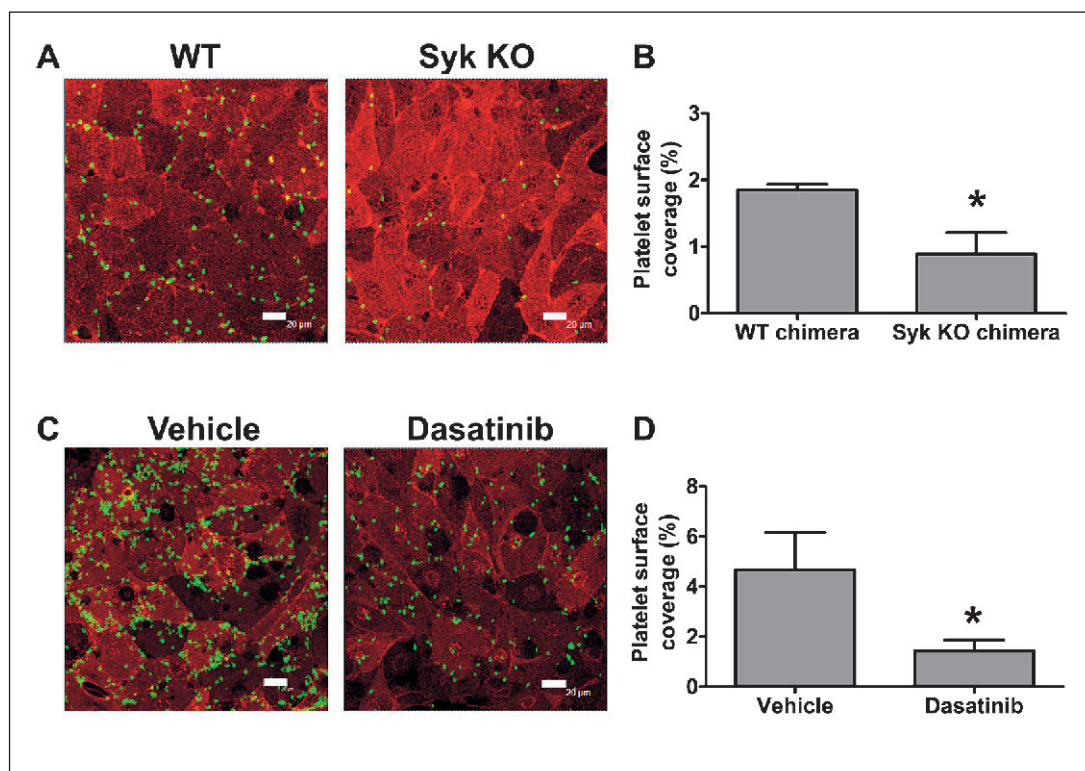 A
WT
Syk KO
20 µm
20 µm
B
Platelet surface
coverage (%)
3
2
1
0
*
WT chimera
Syk KO chimera
C
Vehicle
Dasatinib
20 µm
D
Platelet surface
coverage (%)
8
6
4
2
0
*
Vehicle
Dasatinib